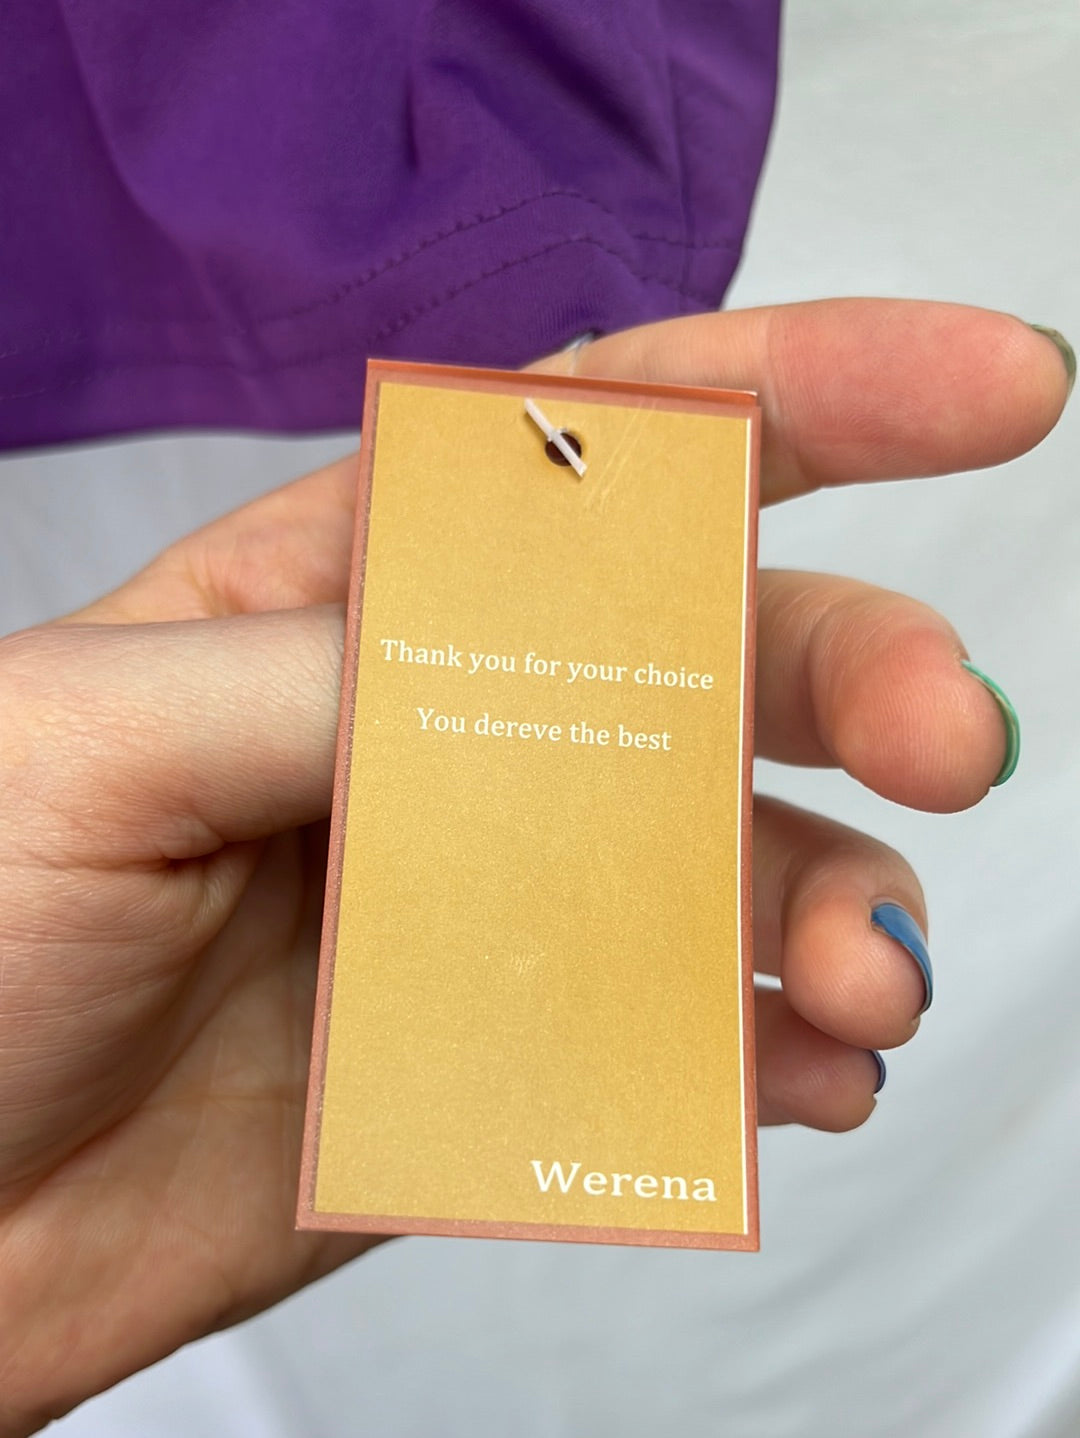 Thank you for your choice
You dereve the best
Werena